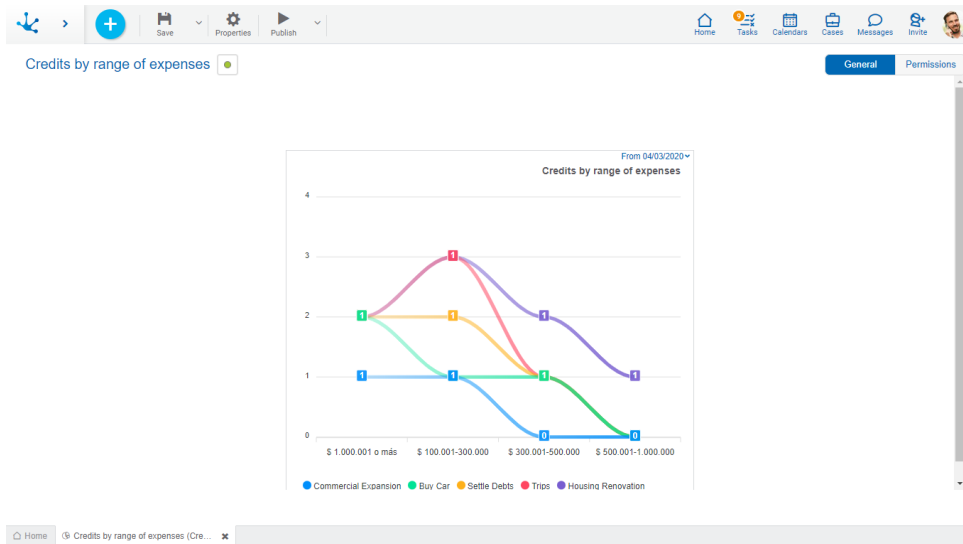 Save
Properties
Publish
Home
9
Tasks
Calendars
Cases
Messages
Invite
Credits by range of expenses
General
Permissions
From 04/03/2020
Credits by range of expenses
4
3
2
1
0
1
1
1
1
1
1
1
1
1
0
0
$ 1.000.001 o más
$ 100.001-300.000
$ 300.001-500.000
$ 500.001-1.000.000
Commercial Expansion
Buy Car
Settle Debts
Trips
Housing Renovation
Home
Credits by range of expenses (Cre...